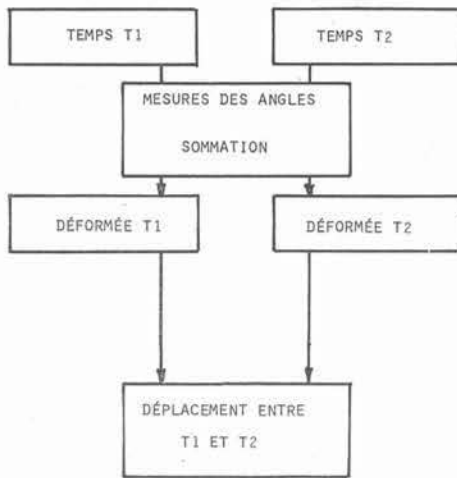 TEMPS T1
TEMPS T2
MESURES DES ANGLES
SOMMATION
DÉFORMÉE T1
DÉFORMÉE T2
DÉPLACEMENT ENTRE
T1 ET T2